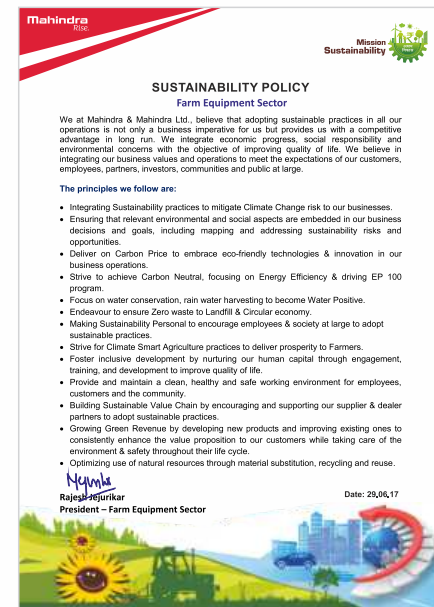 Mahindra
Rise.
Mission
Sustainability
SUSTAINABILITY POLICY
Farm Equipment Sector
We at Mahindra & Mahindra Ltd., believe that adopting sustainable practices in all our
operations is not only a business imperative for us but provides us with a competitive
advantage in long run. We integrate economic progress, social responsibility and
environmental concerns with the objective of improving quality of life. We believe in
integrating our business values and operations to meet the expectations of our customers,
employees, partners, investors, communities and public at large.
The principles we follow are:
• Integrating Sustainability practices to mitigate Climate Change risk to our businesses.
• Ensuring that relevant environmental and social aspects are embedded in our business
decisions and goals, including mapping and addressing sustainability risks and
opportunities.
• Deliver on Carbon Price to embrace eco-friendly technologies & innovation in our
business operations.
• Strive to achieve Carbon Neutral, focusing on Energy Efficiency & driving EP 100
program.
• Focus on water conservation, rain water harvesting to become Water Positive.
• Endeavour to ensure Zero waste to Landfill & Circular economy.
• Making Sustainability Personal to encourage employees & society at large to adopt
sustainable practices.
• Strive for Climate Smart Agriculture practices to deliver prosperity to Farmers.
• Foster inclusive development by nurturing our human capital through engagement,
training, and development to improve quality of life.
• Provide and maintain a clean, healthy and safe working environment for employees,
customers and the community.
• Building Sustainable Value Chain by encouraging and supporting our supplier & dealer
partners to adopt sustainable practices.
• Growing Green Revenue by developing new products and improving existing ones to
consistently enhance the value proposition to our customers while taking care of the
environment & safety throughout their life cycle.
• Optimizing use of natural resources through material substitution, recycling and reuse.
Rajesh Jejurikar
Date: 29.06.17
President – Farm Equipment Sector